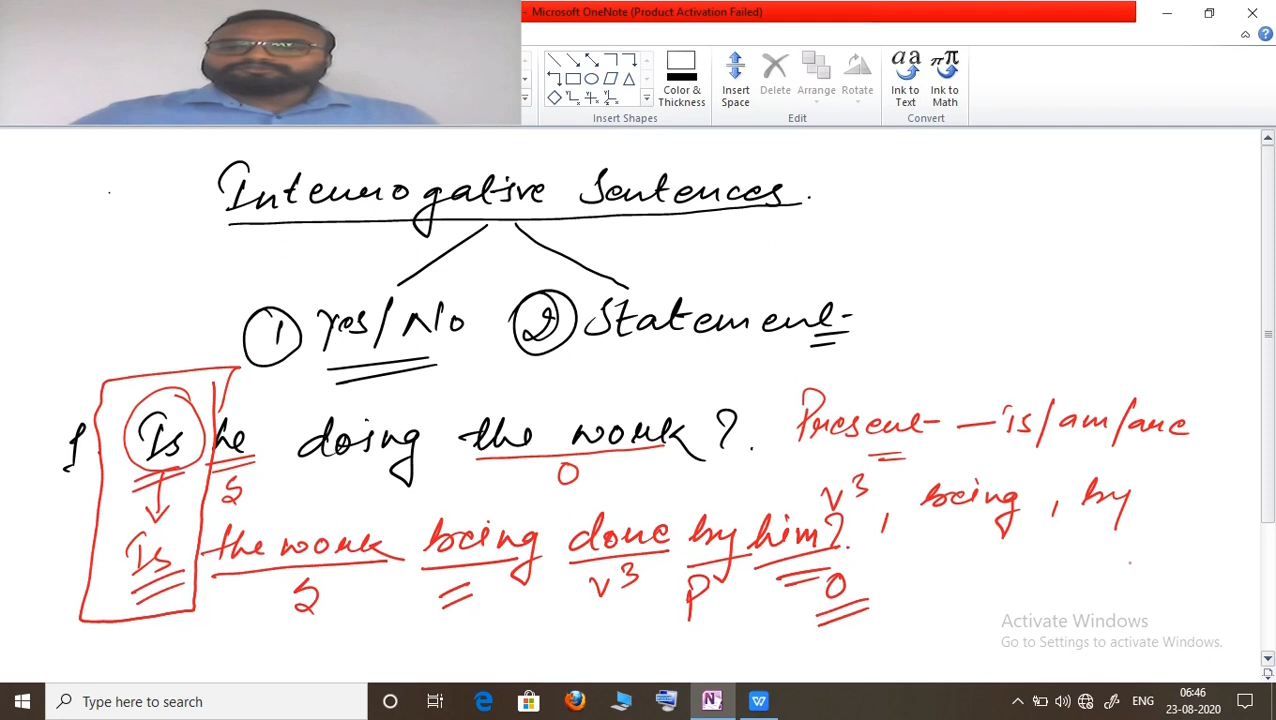 - Microsoft OneNote (Product Activation Failed)
Color & Thickness
Insert Space
Delete
Arrange
Rotate
Ink to Text
Ink to Math
Insert Shapes
Edit
Convert
Interrogative Sentences.
1 Yes/No 2 Statement-
1 Is he doing the work?.
S O
Present- — is/am/are
V3, being, by
Is the work being done by him?.
S V3 P O
Activate Windows
Go to Settings to activate Windows.
Type here to search
ENG
06:46
23-08-2020